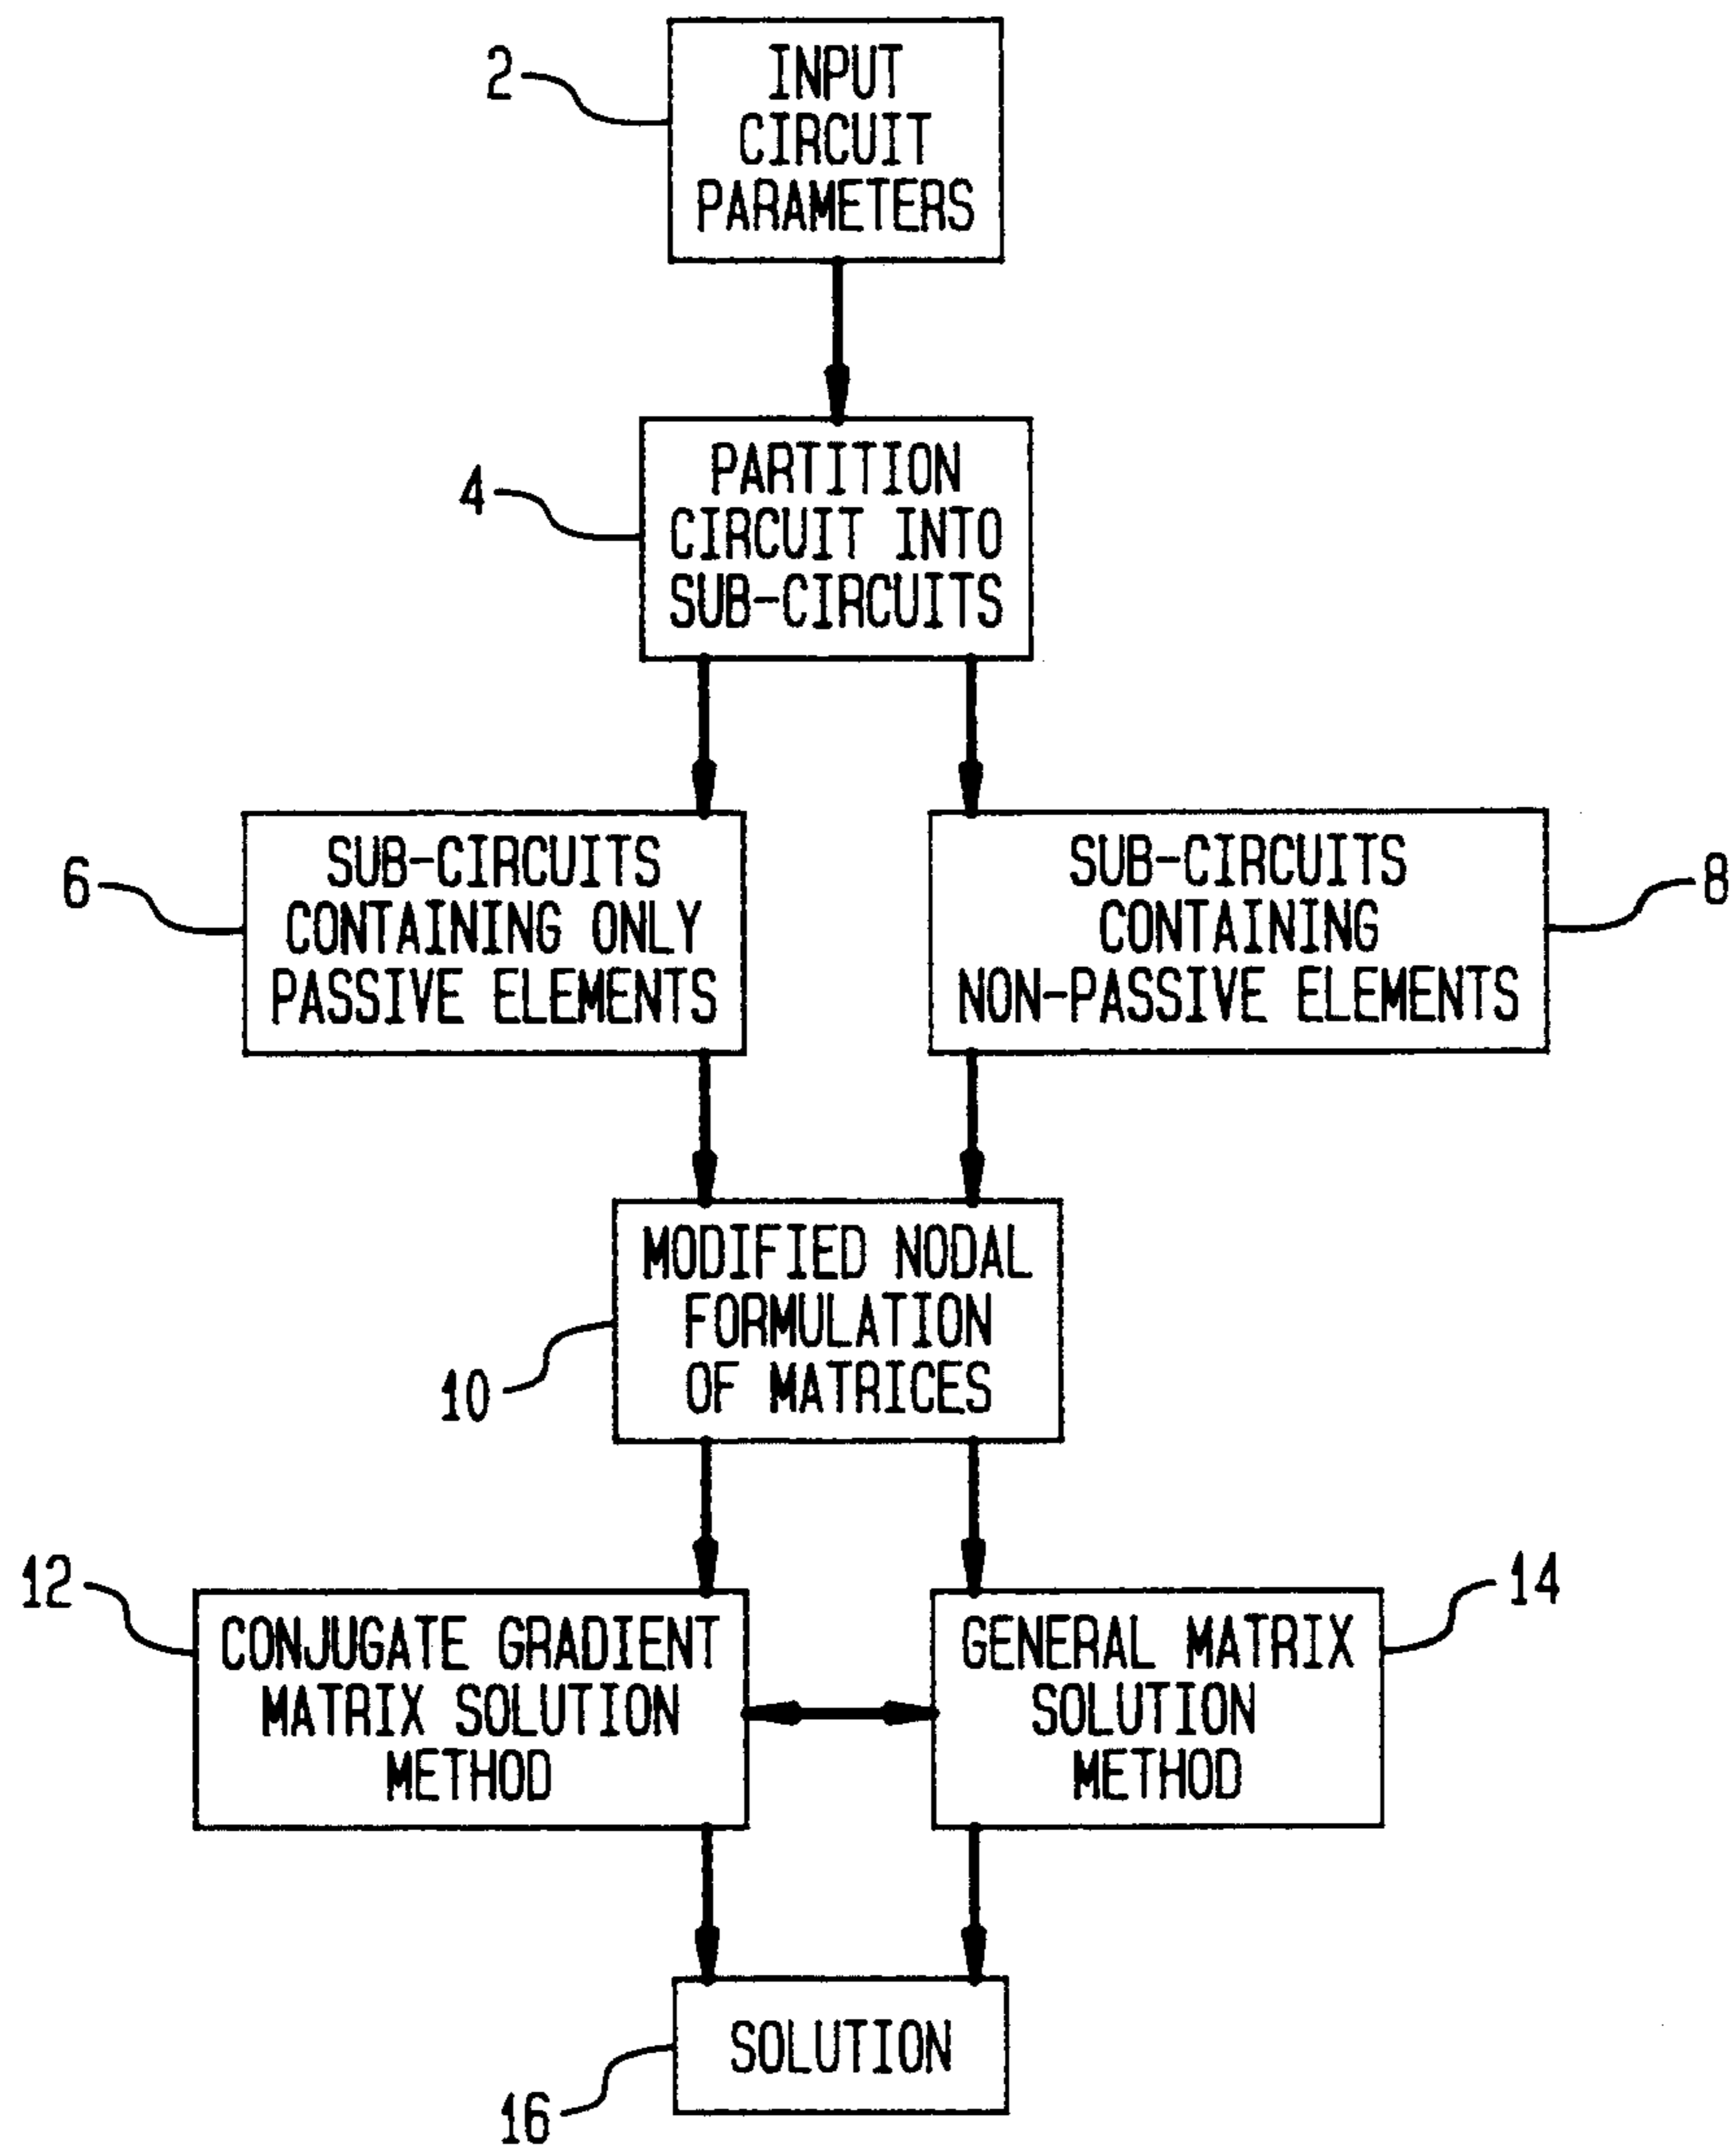 2
INPUT
CIRCUIT
PARAMETERS
4
PARTITION
CIRCUIT INTO
SUB-CIRCUITS
6
SUB-CIRCUITS
CONTAINING ONLY
PASSIVE ELEMENTS
SUB-CIRCUITS
CONTAINING
NON-PASSIVE ELEMENTS
8
MODIFIED NODAL
FORMULATION
OF MATRICES
10
12
CONJUGATE GRADIENT
MATRIX SOLUTION
METHOD
GENERAL MATRIX
SOLUTION
METHOD
14
SOLUTION
16